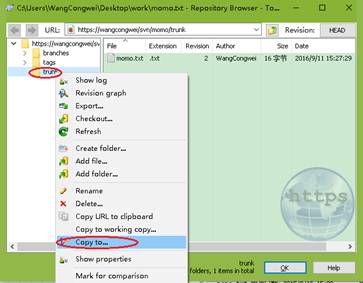 C:\Users\WangCongwei\Desktop\work\momo.txt - Repository Browser - To...
URL: https://wangcongwei/svn/momo/trunk Revision: HEAD
https://wangcongwei/svn
branches
tags
trunk
File Extension Revision Author Size Date
momo.txt .txt 2 WangCongwei 16 字节 2016/9/11 15:27:29
Show log
Revision graph
Export...
Checkout...
Refresh
Create folder...
Add file...
Add folder...
Rename
Delete...
Copy URL to clipboard
Copy to working copy...
Copy to...
Show properties
Mark for comparison
https
trunk
folders, 1 items in total
OK Help